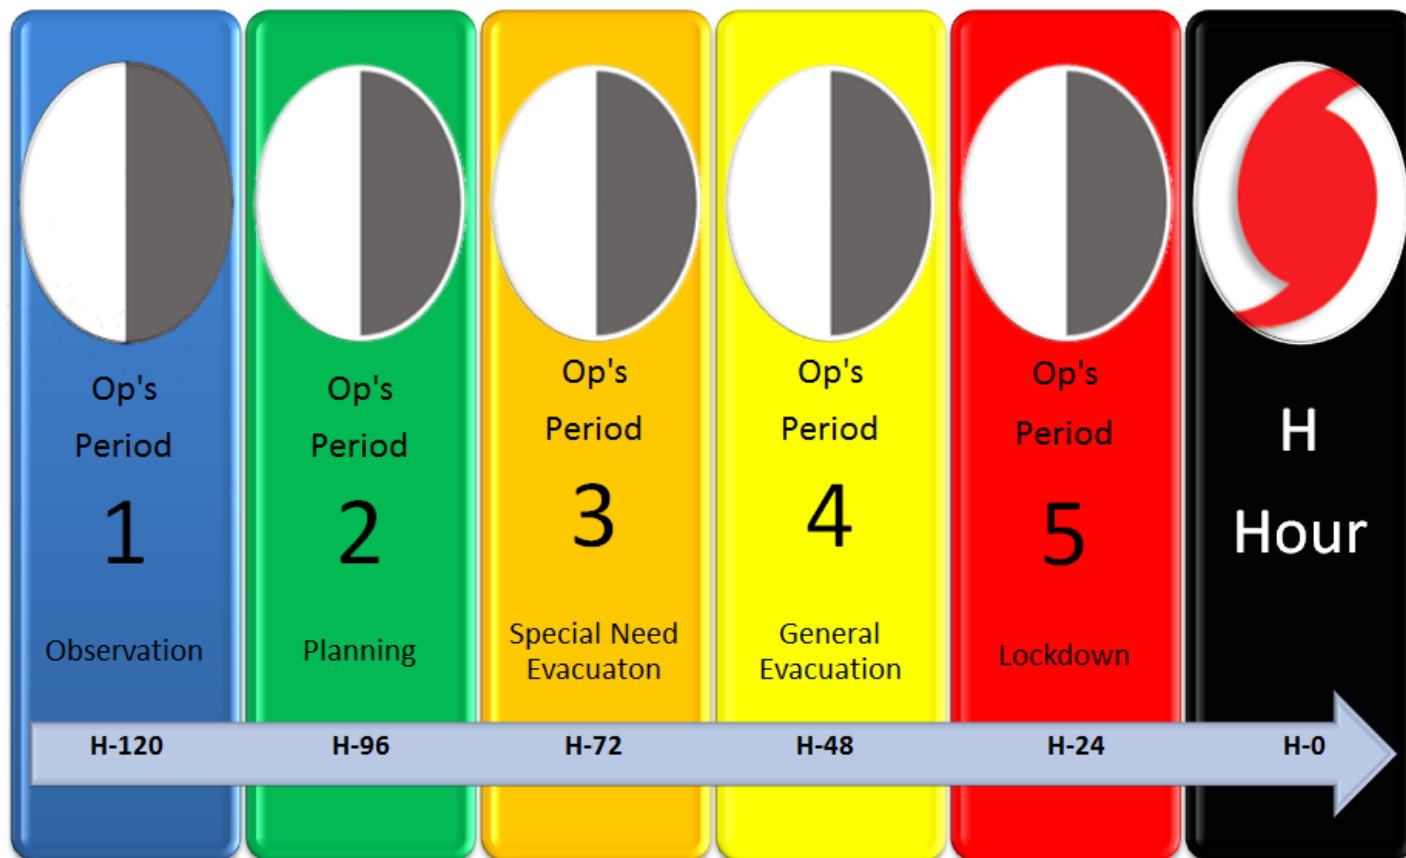 Op's
Period
1
Observation
H-120
Op's
Period
2
Planning
H-96
Op's
Period
3
Special Need
Evacuaton
H-72
Op's
Period
4
General
Evacuation
H-48
Op's
Period
5
Lockdown
H-24
H
Hour
H-0